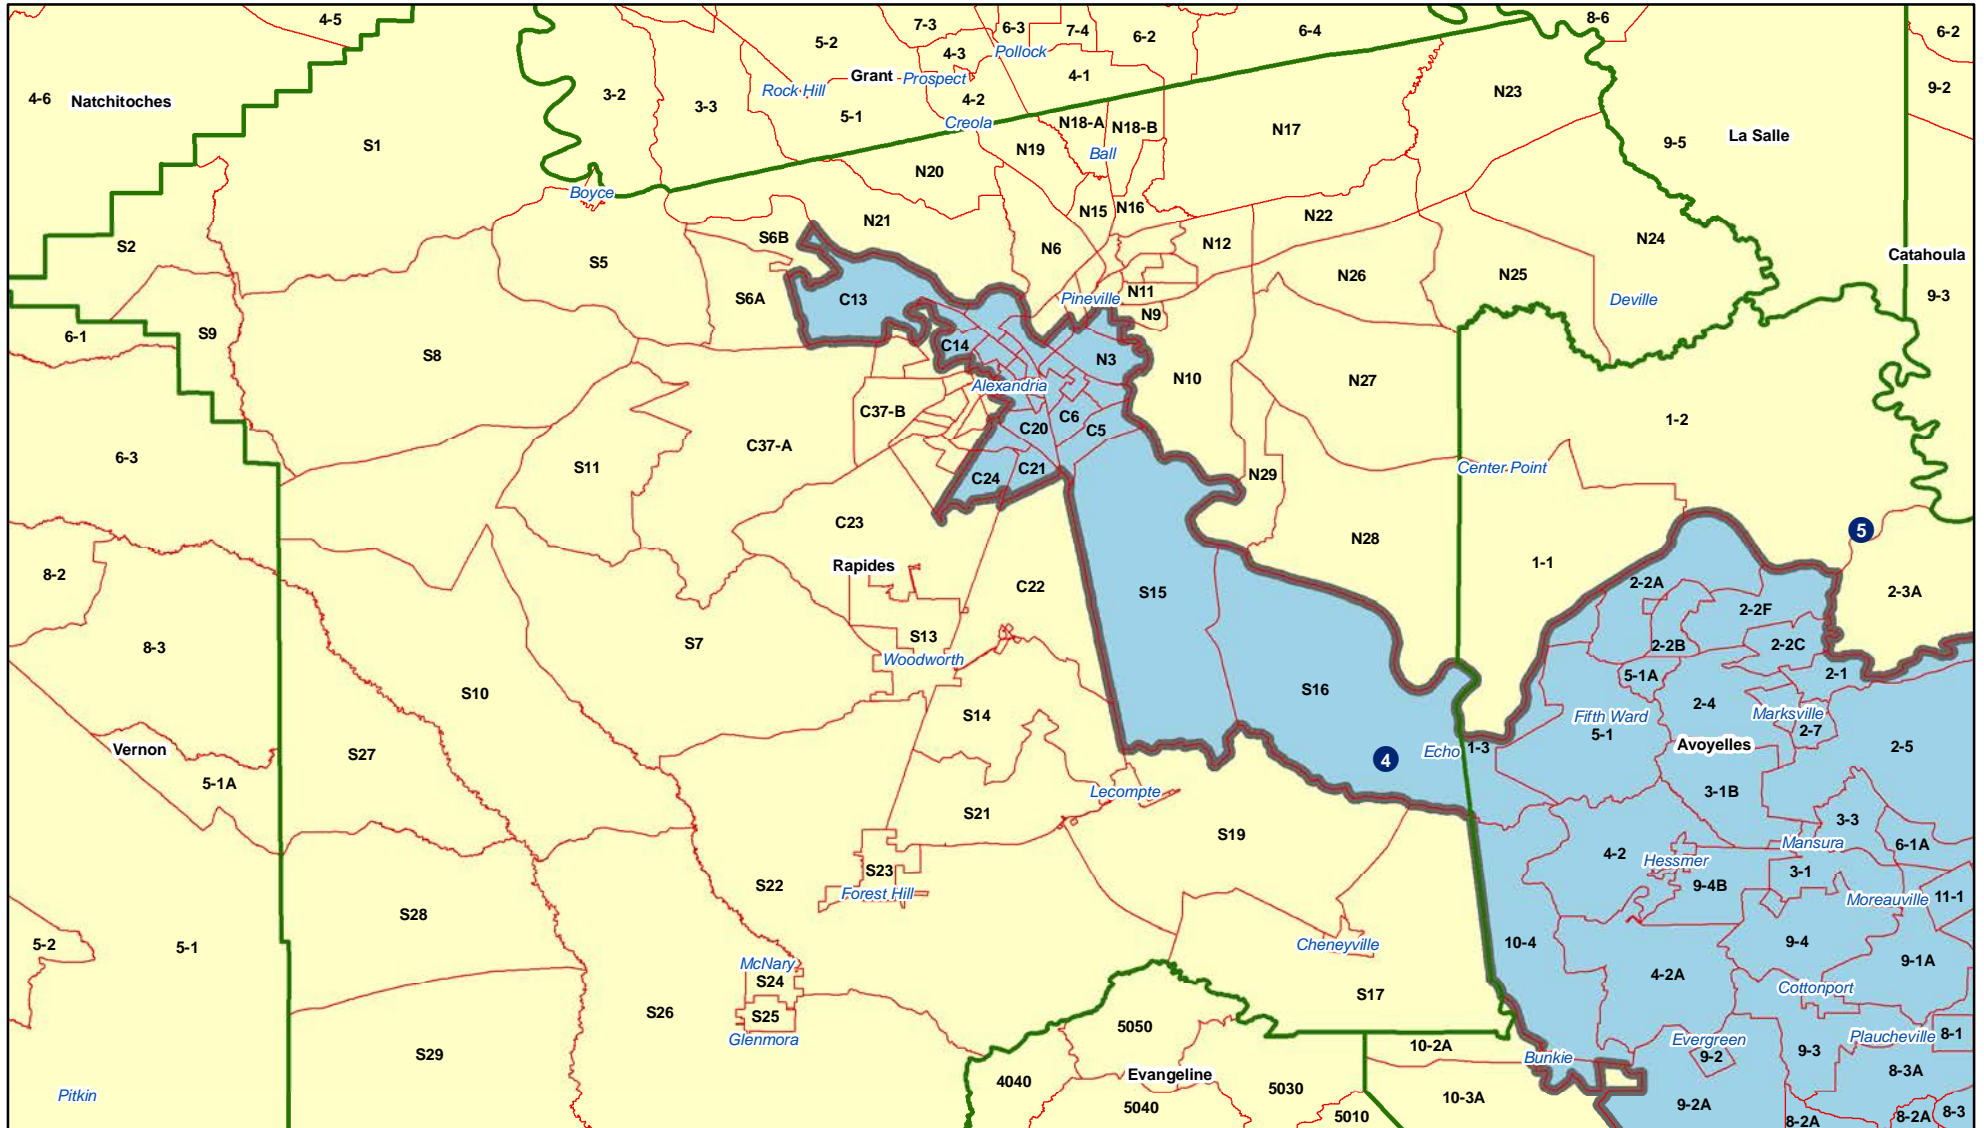 4-5
7-3
6-3
7-4
6-2
6-4
8-6
6-2
5-2
4-3
Pollock
4-6
Natchitoches
3-2
3-3
Rock Hill
Grant
Prospect
4-1
N23
9-2
4-2
5-1
Creola
N18-A
N18-B
N17
9-5
La Salle
S1
N19
Ball
N20
Boyce
N15
N16
N22
S2
S6B
N21
N6
N12
N24
Catahoula
S5
N26
N25
S6A
C13
N11
Pineville
Deville
9-3
6-1
S9
N9
S8
C14
N3
Alexandria
N10
N27
C37-B
C6
C20
C5
1-2
C37-A
6-3
S11
C21
Center Point
C24
N29
C23
N28
5
Rapides
8-2
1-1
2-2A
C22
S15
2-3A
2-2F
S13
8-3
S7
2-2B
2-2C
Woodworth
5-1A
2-1
S10
S16
2-4
S14
Fifth Ward
Marksville
5-1
2-7
Vernon
S27
Echo
1-3
Avoyelles
2-5
4
5-1A
Lecompte
3-1B
S21
S19
3-3
4-2
Mansura
6-1A
Hessmer
S23
3-1
S22
9-4B
Forest Hill
Moreauville
11-1
S28
5-2
5-1
Cheneyville
10-4
9-4
McNary
9-1A
S24
4-2A
S17
Cottonport
S26
S25
5050
Glenmora
8-1
Plaucheville
Evergreen
10-2A
S29
9-3
9-2
Bunkie
8-3A
Evangeline
4040
5030
Pitkin
10-3A
9-2A
5040
5010
8-2A
8-2A
8-3